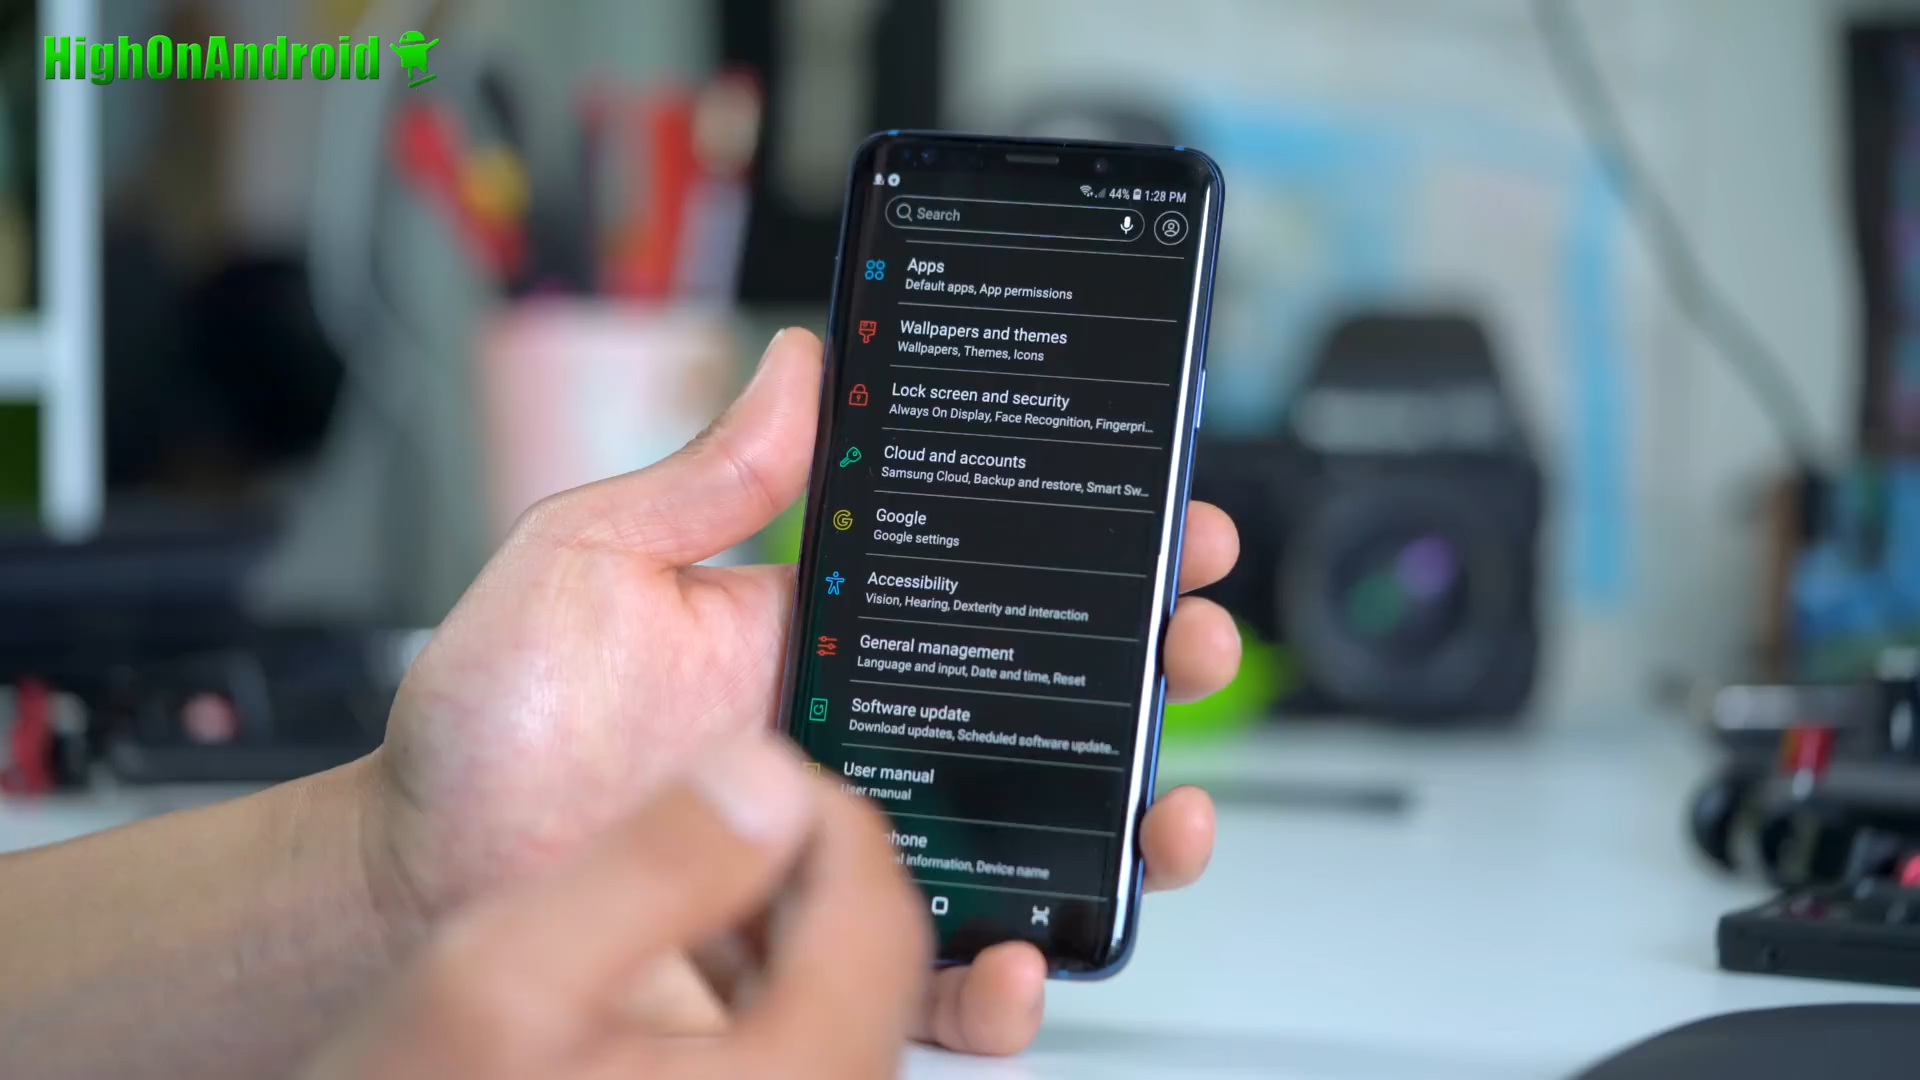 HighOnAndroid
44% 1:28 PM
Search
Apps
Default apps, App permissions
Wallpapers and themes
Wallpapers, Themes, Icons
Lock screen and security
Always On Display, Face Recognition, Fingerpri...
Cloud and accounts
Samsung Cloud, Backup and restore, Smart Sw...
Google
Google settings
Accessibility
Vision, Hearing, Dexterity and interaction
General management
Language and input, Date and time, Reset
Software update
Download updates, Scheduled software update...
User manual
User manual
phone
information, Device name